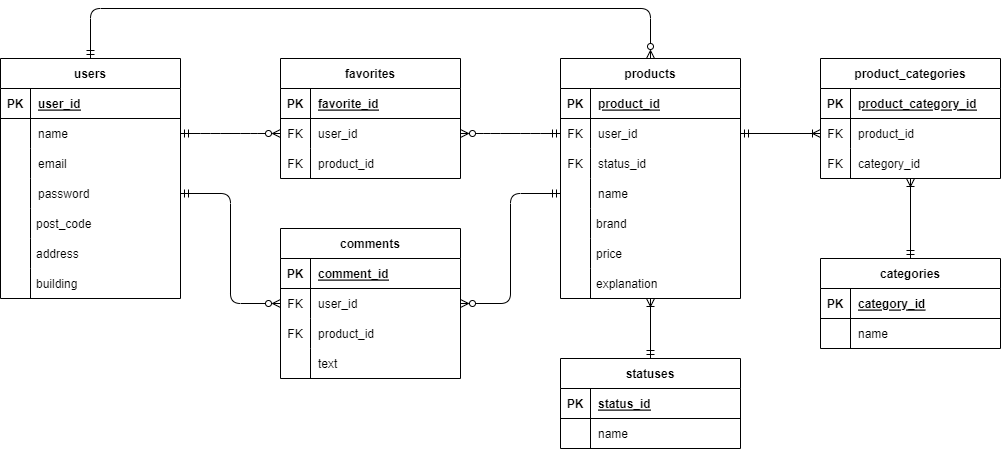 users
PK user_id
name
email
password
post_code
address
building
favorites
PK favorite_id
FK user_id
FK product_id
comments
PK comment_id
FK user_id
FK product_id
text
products
PK product_id
FK user_id
FK status_id
name
brand
price
explanation
statuses
PK status_id
name
product_categories
PK product_category_id
FK product_id
FK category_id
categories
PK category_id
name